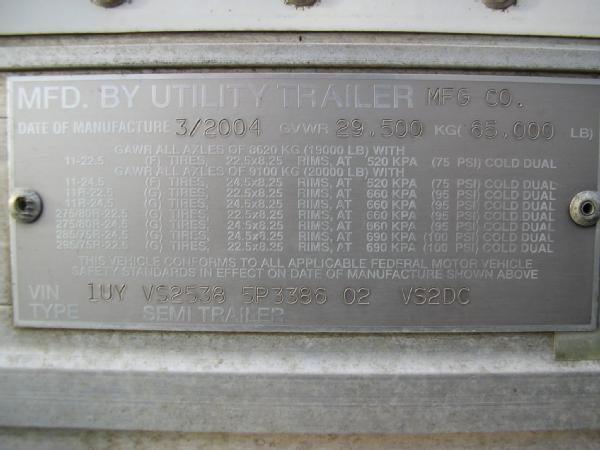 MFD. BY UTILITY TRAILER MFG CO.
DATE OF MANUFACTURE 3/2004 GVWR 29,500 KG( 65,000 LB)
GAWR ALL AXLES OF 8620 KG (19000 LB) WITH
11-22.5 (F) TIRES, 22.5x8.25 RIMS, AT 520 KPA (75 PSI) COLD DUAL
GAWR ALL AXLES OF 9100 KG (20000 LB) WITH
11-24.5 (F) TIRES, 24.5x8.25 RIMS, AT 520 KPA (75 PSI) COLD DUAL
11R-22.5 (G) TIRES, 22.5x8.25 RIMS, AT 660 KPA (95 PSI) COLD DUAL
11R-24.5 (G) TIRES, 24.5x8.25 RIMS, AT 660 KPA (95 PSI) COLD DUAL
275/80R-22.5 (G) TIRES, 22.5x8.25 RIMS, AT 660 KPA (95 PSI) COLD DUAL
275/80R-24.5 (G) TIRES, 24.5x8.25 RIMS, AT 660 KPA (95 PSI) COLD DUAL
285/75R-24.5 (G) TIRES, 24.5x8.25 RIMS, AT 690 KPA (100 PSI) COLD DUAL
295/75R-22.5 (G) TIRES, 22.5x8.25 RIMS, AT 690 KPA (100 PSI) COLD DUAL
THIS VEHICLE CONFORMS TO ALL APPLICABLE FEDERAL MOTOR VEHICLE
SAFETY STANDARDS IN EFFECT ON DATE OF MANUFACTURE SHOWN ABOVE
VIN 1UY VS2538 5P3386 02 VS2DC
TYPE SEMI TRAILER